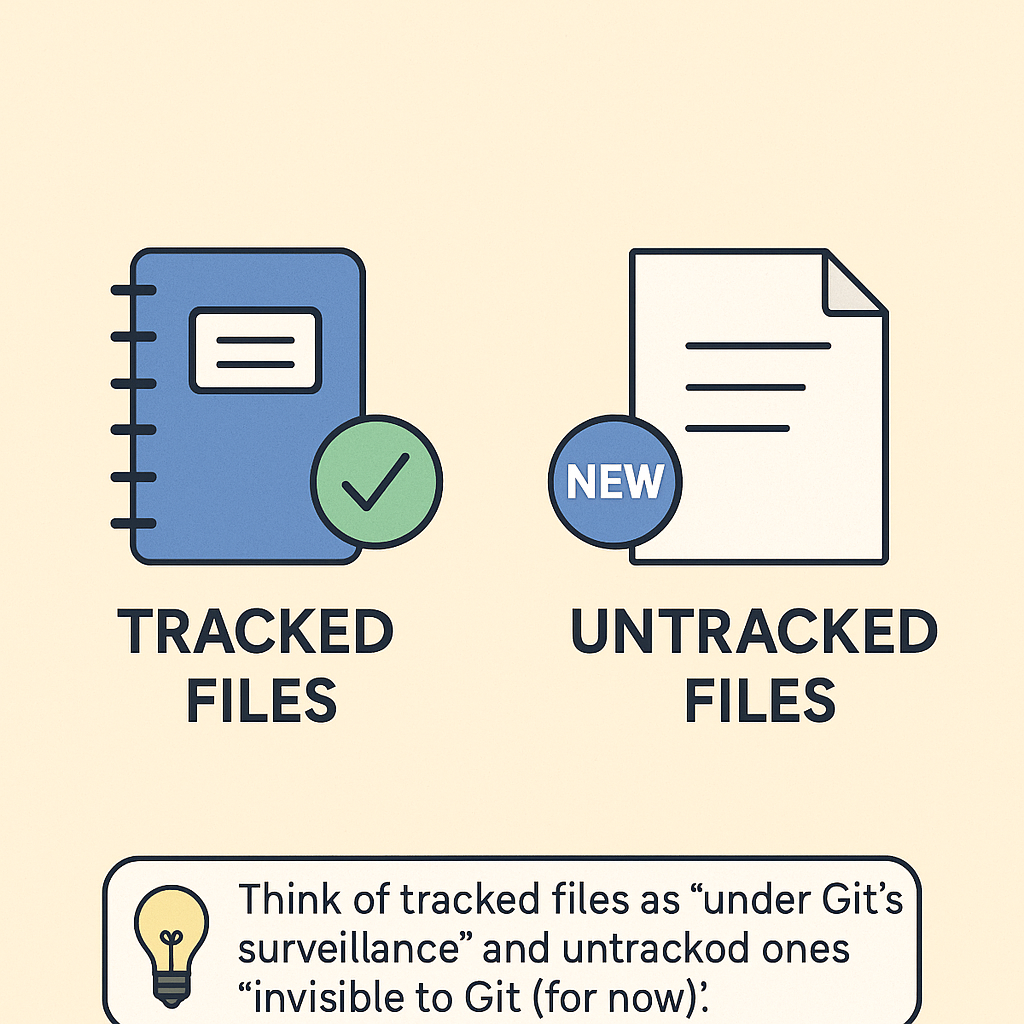 NEW
TRACKED
FILES
UNTRACKED
FILES
Think of tracked files as “under Git’s
surveillance” and untrackod ones
“invisible to Git (for now)’.